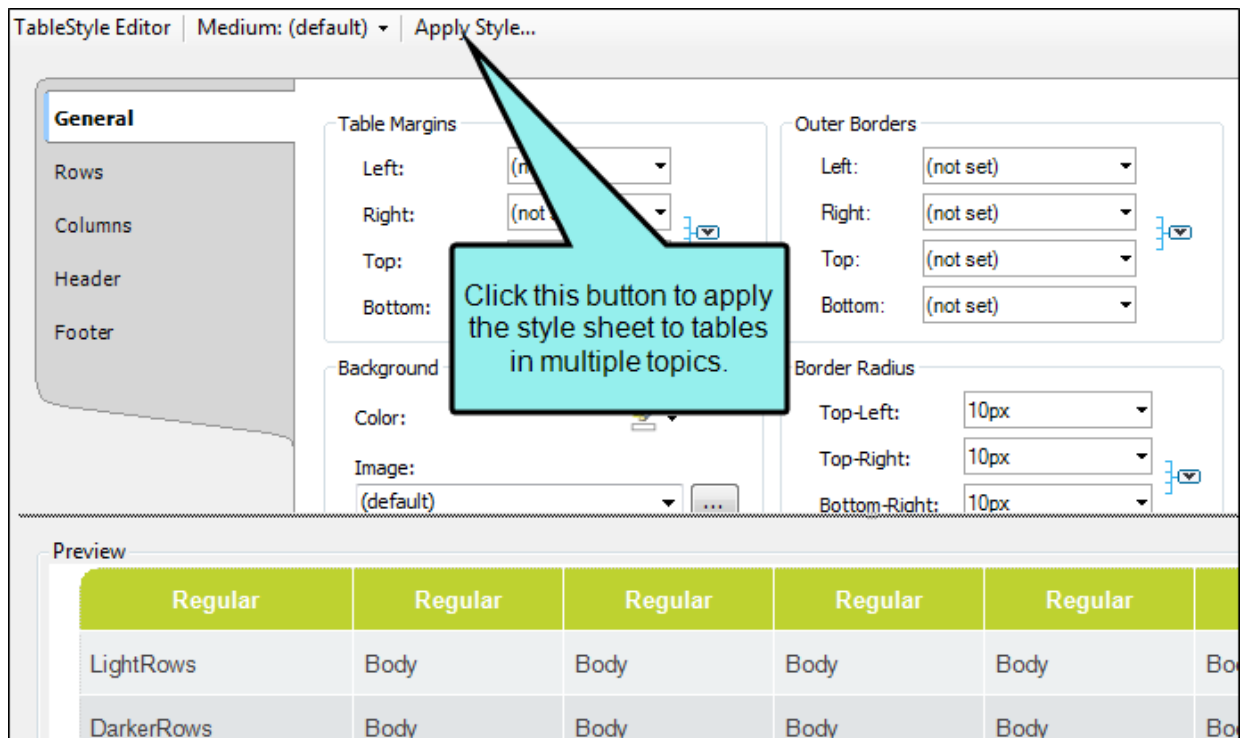 TableStyle Editor Medium: (default) Apply Style...
General
Rows
Columns
Header
Footer
Table Margins
Left:
Right: (not
Top:
Bottom:
Outer Borders
Left: (not set)
Right: (not set)
Top: (not set)
Bottom: (not set)
Click this button to apply
the style sheet to tables
in multiple topics.
Background
Color:
Image:
(default) ...
Border Radius
Top-Left: 10px
Top-Right: 10px
Bottom-Right: 10px
Preview
Regular Regular Regular Regular Regular
LightRows Body Body Body Body
DarkerRows Body Body Body Body